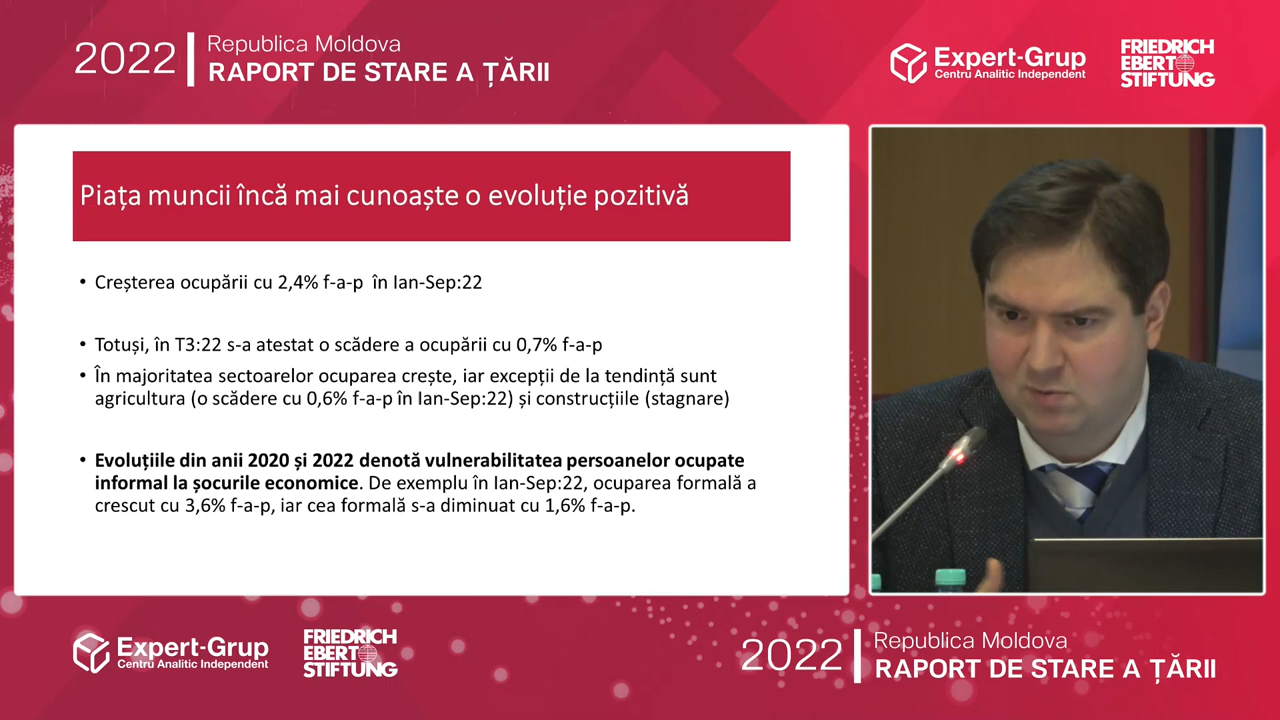 2022
Republica Moldova
RAPORT DE STARE A ȚĂRII
Expert-Grup
Centru Analitic Independent
FRIEDRICH
EBERT
STIFTUNG
Piața muncii încă mai cunoaște o evoluție pozitivă
• Creșterea ocupării cu 2,4% f-a-p în Ian-Sep:22
• Totuși, în T3:22 s-a atestat o scădere a ocupării cu 0,7% f-a-p
• În majoritatea sectoarelor ocuparea crește, iar excepții de la tendință sunt
agricultura (o scădere cu 0,6% f-a-p în Ian-Sep:22) și construcțiile (stagnare)
• Evoluțiile din anii 2020 și 2022 denotă vulnerabilitatea persoanelor ocupate
informal la șocurile economice. De exemplu în Ian-Sep:22, ocuparea formală a
crescut cu 3,6% f-a-p, iar cea formală s-a diminuat cu 1,6% f-a-p.
Expert-Grup
Centru Analitic Independent
FRIEDRICH
EBERT
STIFTUNG
2022
Republica Moldova
RAPORT DE STARE A ȚĂRII